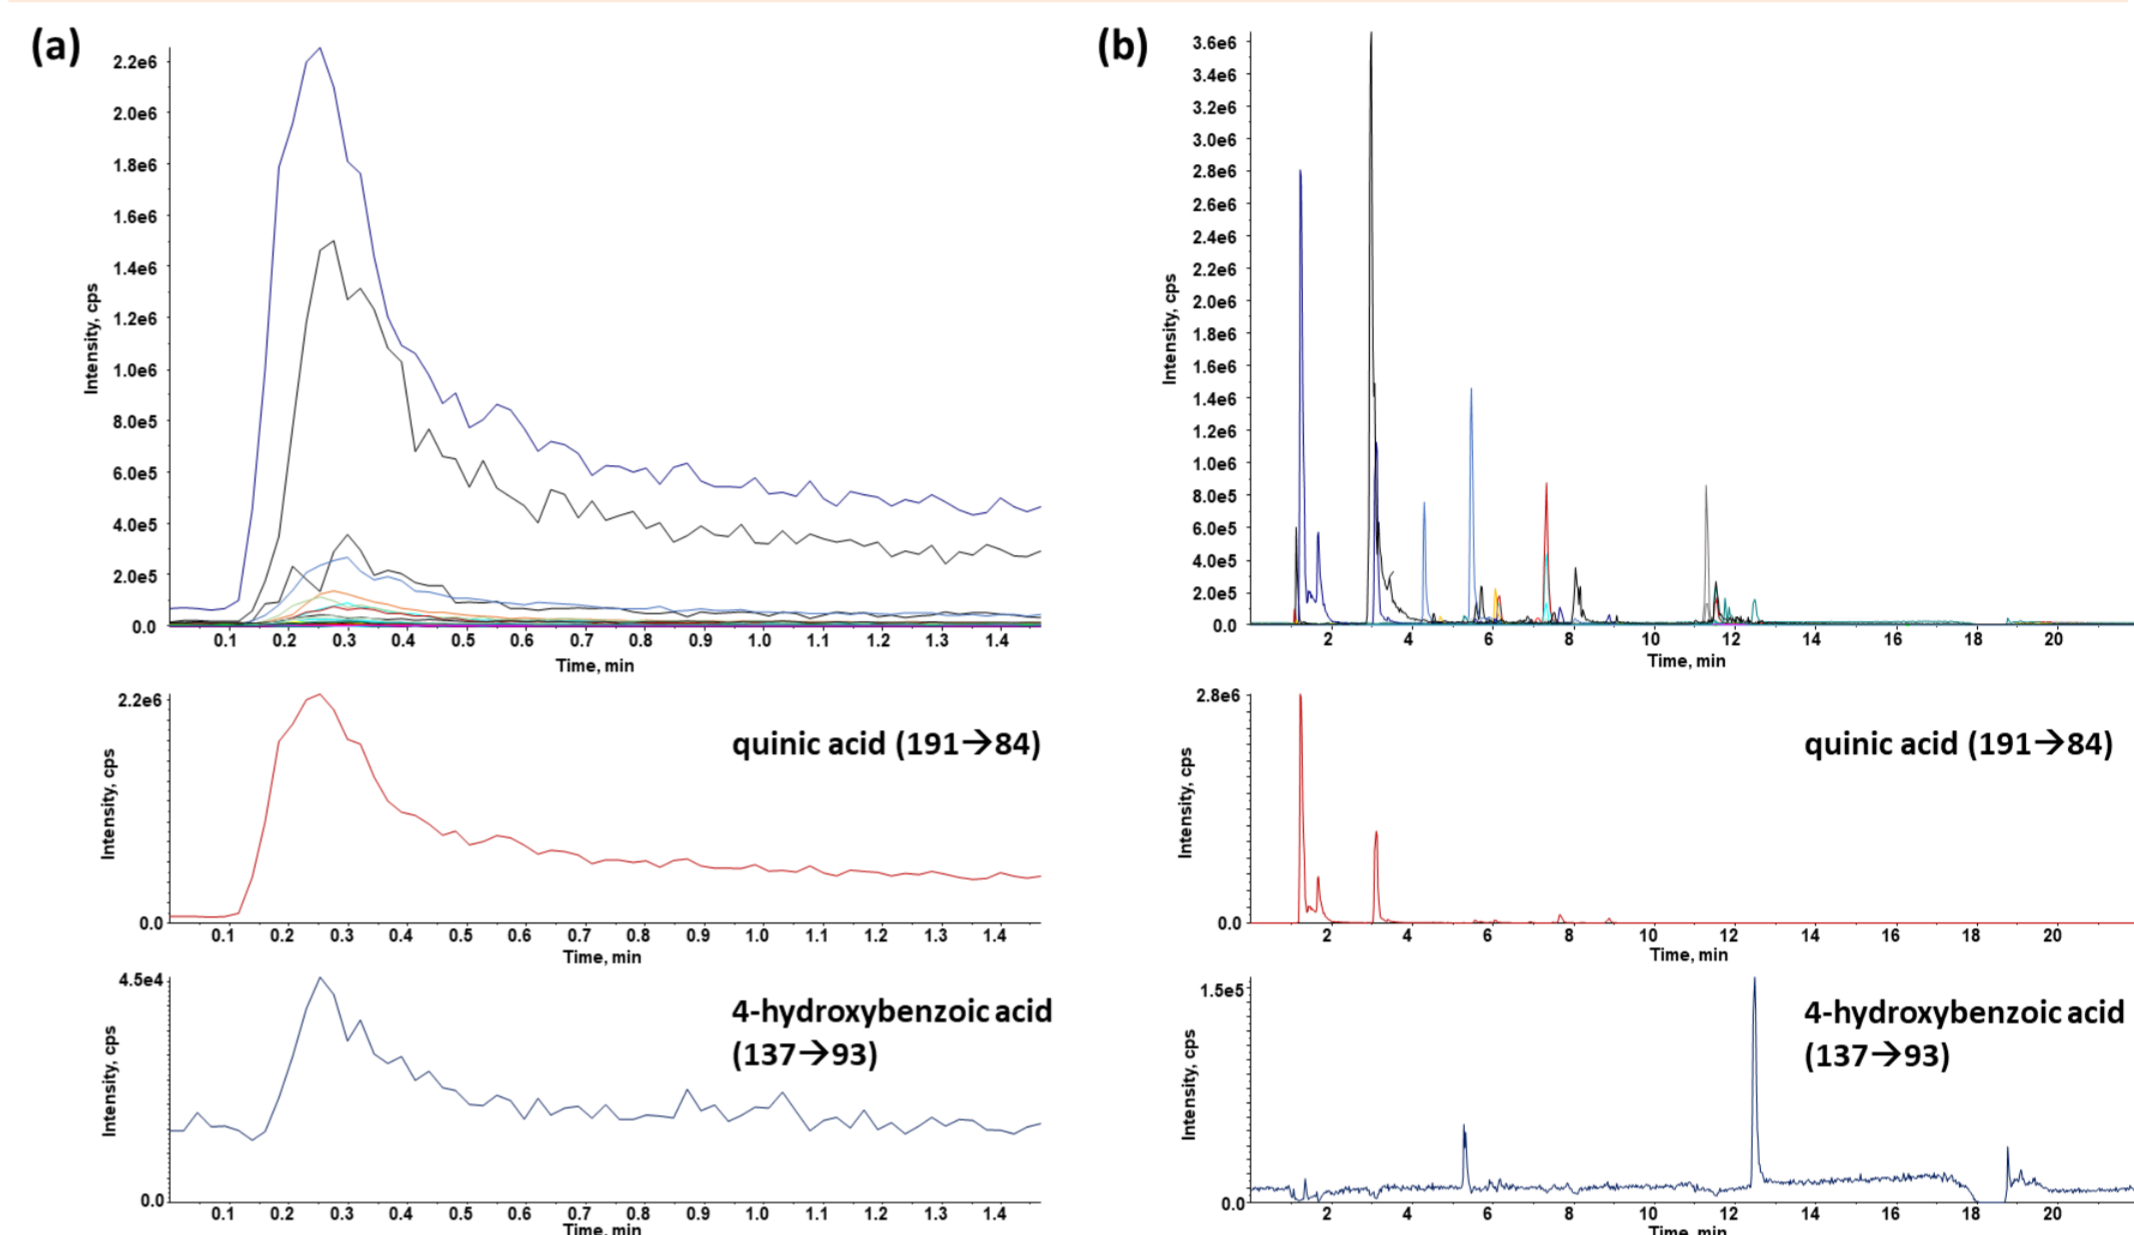 (a)
2.2e6
2.0e6
1.8e6
1.6e6
1.4e6
1.2e6
1.0e6
8.0e5
6.0e5
4.0e5
2.0e5
0.0
Intensity, cps
0.1 0.2 0.3 0.4 0.5 0.6 0.7 0.8 0.9 1.0 1.1 1.2 1.3 1.4
Time, min
2.2e6
0.0
Intensity, cps
quinic acid (191→84)
0.1 0.2 0.3 0.4 0.5 0.6 0.7 0.8 0.9 1.0 1.1 1.2 1.3 1.4
Time, min
4.5e4
0.0
Intensity, cps
4-hydroxybenzoic acid
(137→93)
0.1 0.2 0.3 0.4 0.5 0.6 0.7 0.8 0.9 1.0 1.1 1.2 1.3 1.4
Time, min
(b)
3.6e6
3.4e6
3.2e6
3.0e6
2.8e6
2.6e6
2.4e6
2.2e6
2.0e6
1.8e6
1.6e6
1.4e6
1.2e6
1.0e6
8.0e5
6.0e5
4.0e5
2.0e5
0.0
Intensity, cps
2 4 6 8 10 12 14 16 18 20
Time, min
2.8e6
0.0
Intensity, cps
quinic acid (191→84)
2 4 6 8 10 12 14 16 18 20
Time, min
1.5e5
0.0
Intensity, cps
4-hydroxybenzoic acid
(137→93)
2 4 6 8 10 12 14 16 18 20
Time, min